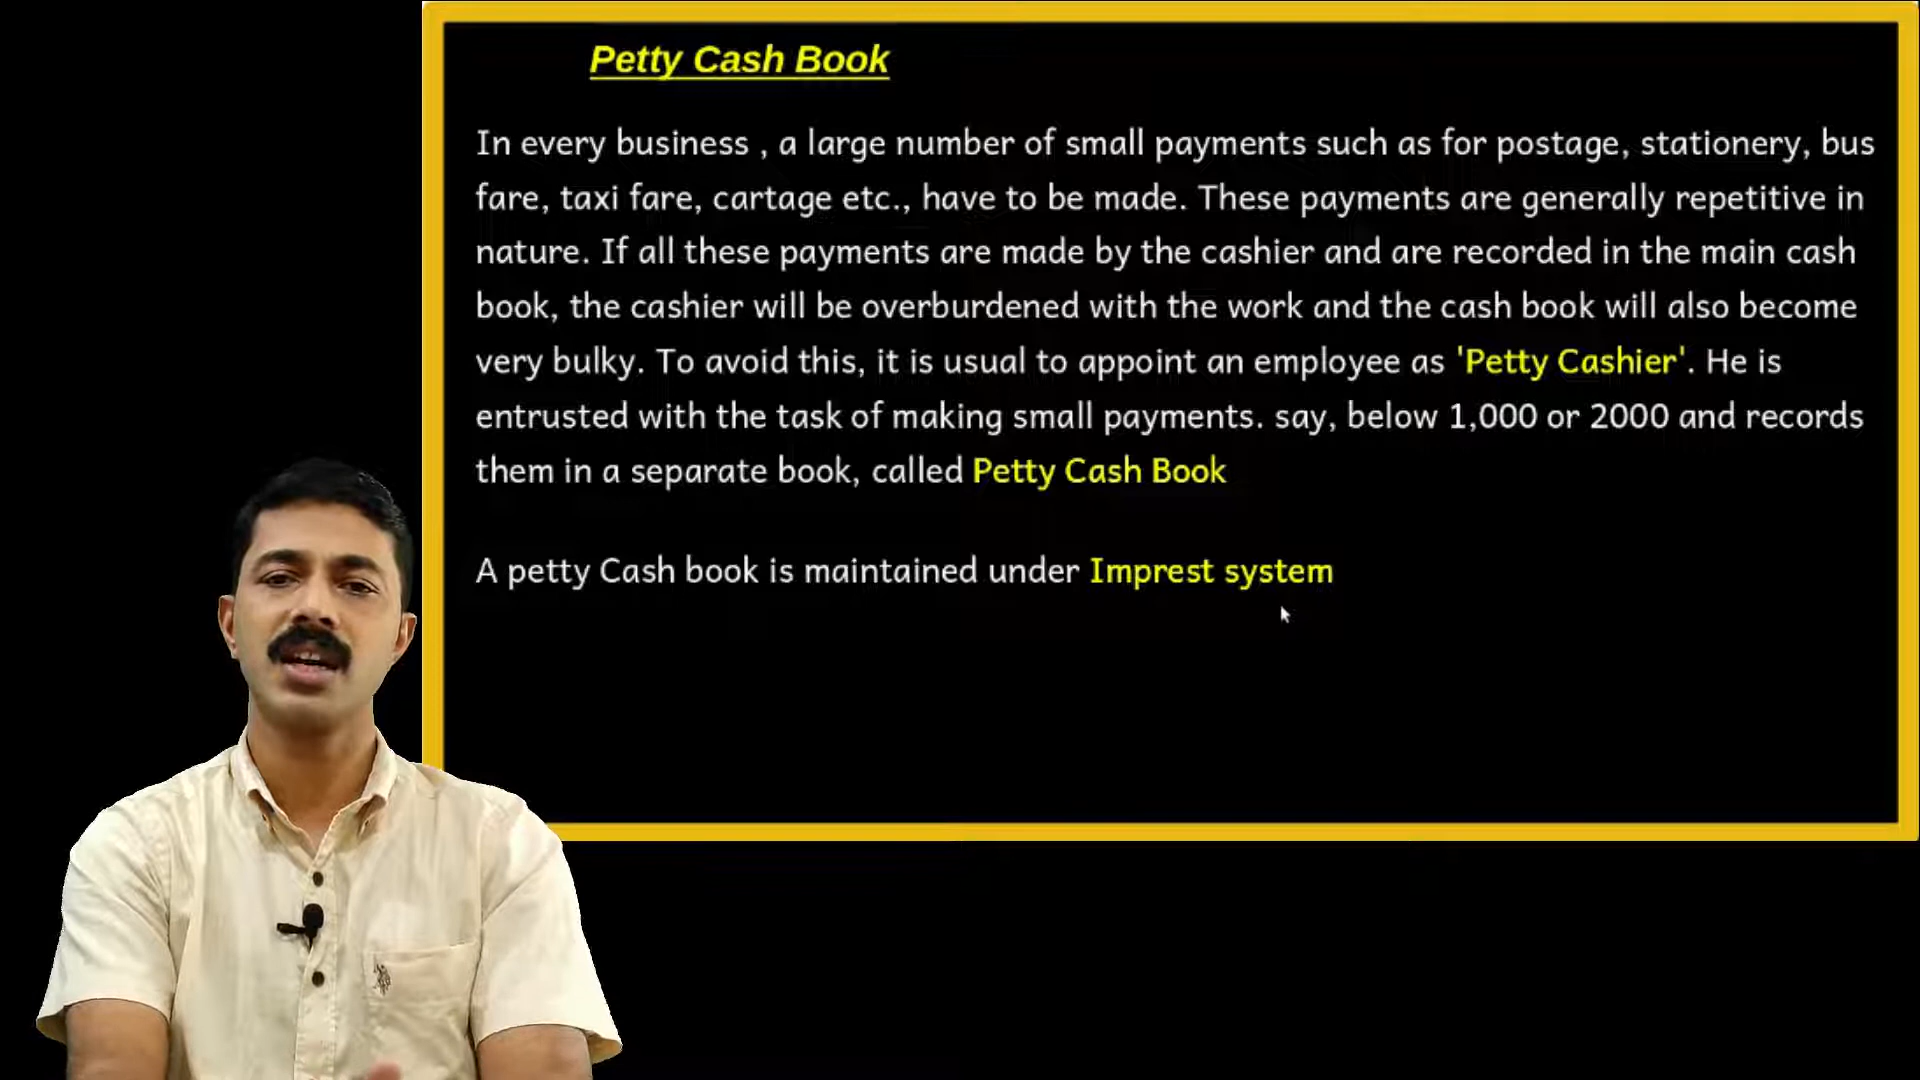 Petty Cash Book
In every business , a large number of small payments such as for postage, stationery, bus
fare, taxi fare, cartage etc., have to be made. These payments are generally repetitive in
nature. If all these payments are made by the cashier and are recorded in the main cash
book, the cashier will be overburdened with the work and the cash book will also become
very bulky. To avoid this, it is usual to appoint an employee as 'Petty Cashier'. He is
entrusted with the task of making small payments. say, below 1,000 or 2000 and records
them in a separate book, called Petty Cash Book
A petty Cash book is maintained under Imprest system